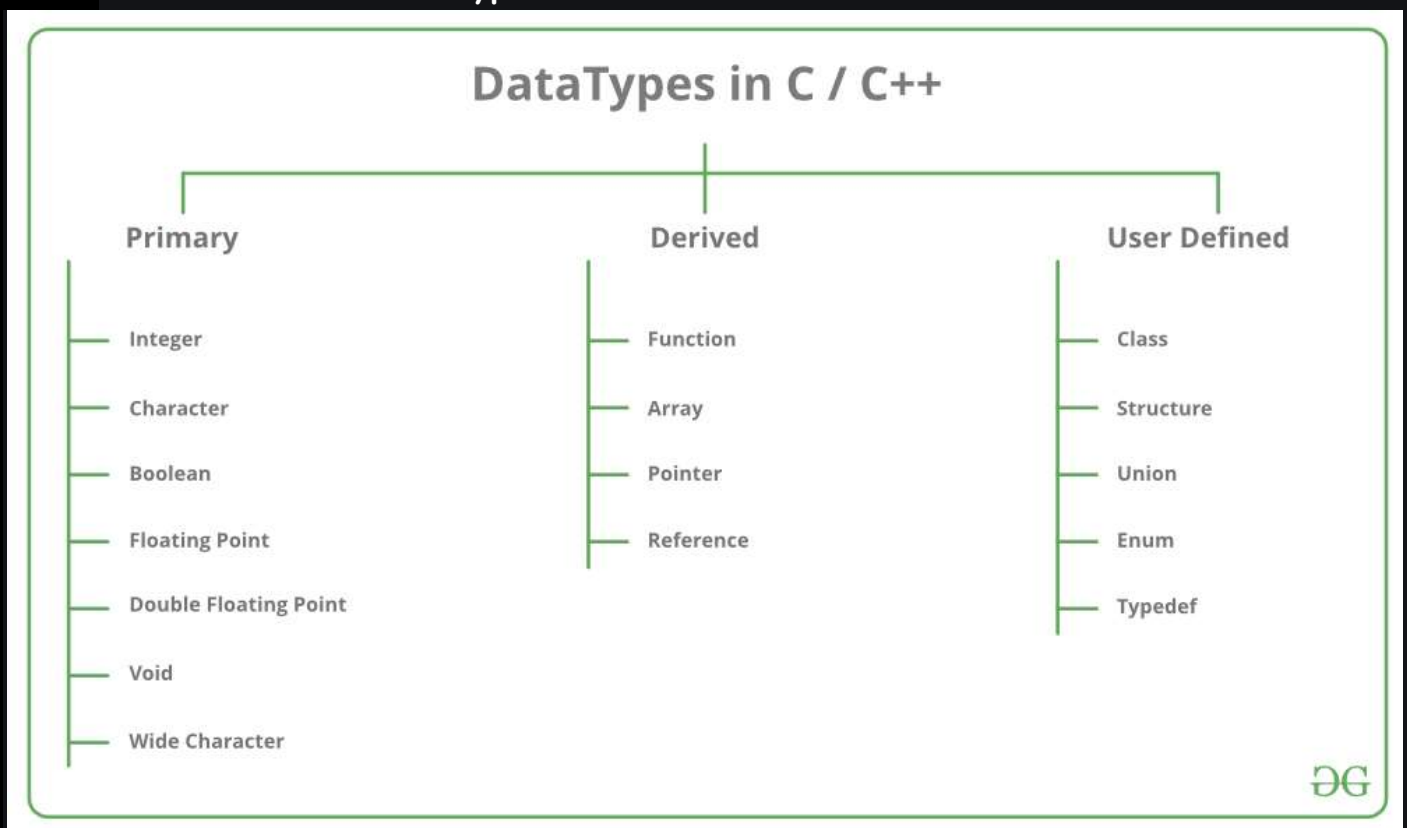 DataTypes in C / C++
Primary
Integer
Character
Boolean
Floating Point
Double Floating Point
Void
Wide Character
Derived
Function
Array
Pointer
Reference
User Defined
Class
Structure
Union
Enum
Typedef